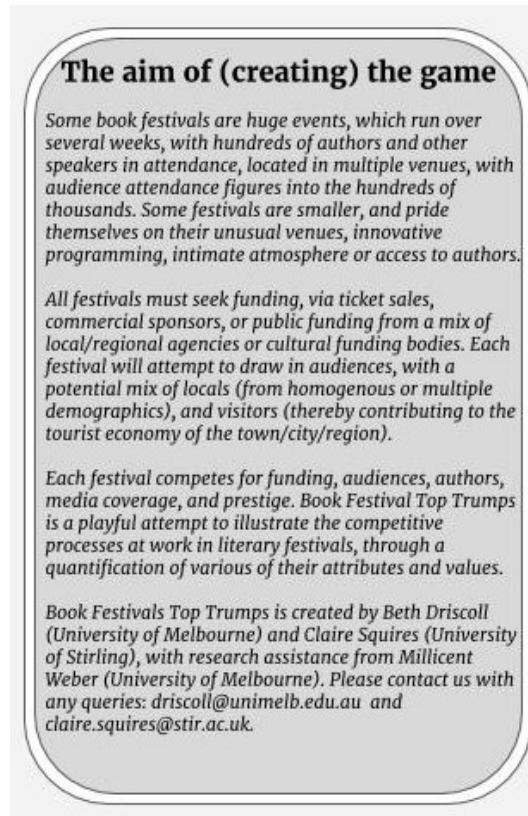 The aim of (creating) the game
Some book festivals are huge events, which run over
several weeks, with hundreds of authors and other
speakers in attendance, located in multiple venues, with
audience attendance figures into the hundreds of
thousands. Some festivals are smaller, and pride
themselves on their unusual venues, innovative
programming, intimate atmosphere or access to authors.
All festivals must seek funding, via ticket sales,
commercial sponsors, or public funding from a mix of
local/regional agencies or cultural funding bodies. Each
festival will attempt to draw in audiences, with a
potential mix of locals (from homogenous or multiple
demographics), and visitors (thereby contributing to the
tourist economy of the town/city/region).
Each festival competes for funding, audiences, authors,
media coverage, and prestige. Book Festival Top Trumps
is a playful attempt to illustrate the competitive
processes at work in literary festivals, through a
quantification of various of their attributes and values.
Book Festivals Top Trumps is created by Beth Driscoll
(University of Melbourne) and Claire Squires (University
of Stirling), with research assistance from Millicent
Weber (University of Melbourne). Please contact us with
any queries: driscoll@unimelb.edu.au and
claire.squires@stir.ac.uk.